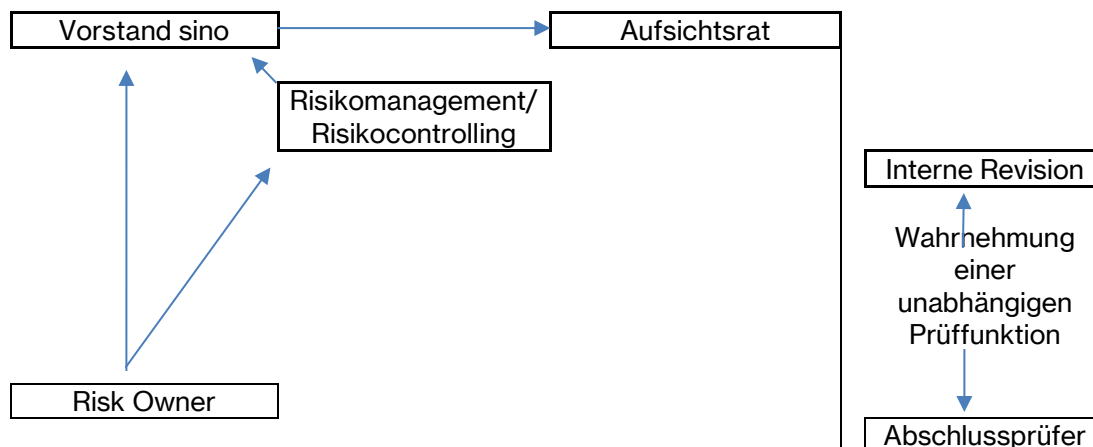 Vorstand sino
Aufsichtsrat
Risikomanagement/
Risikocontrolling
Interne Revision
Wahrnehmung
einer
unabhängigen
Prüffunktion
Risk Owner
Abschlussprüfer